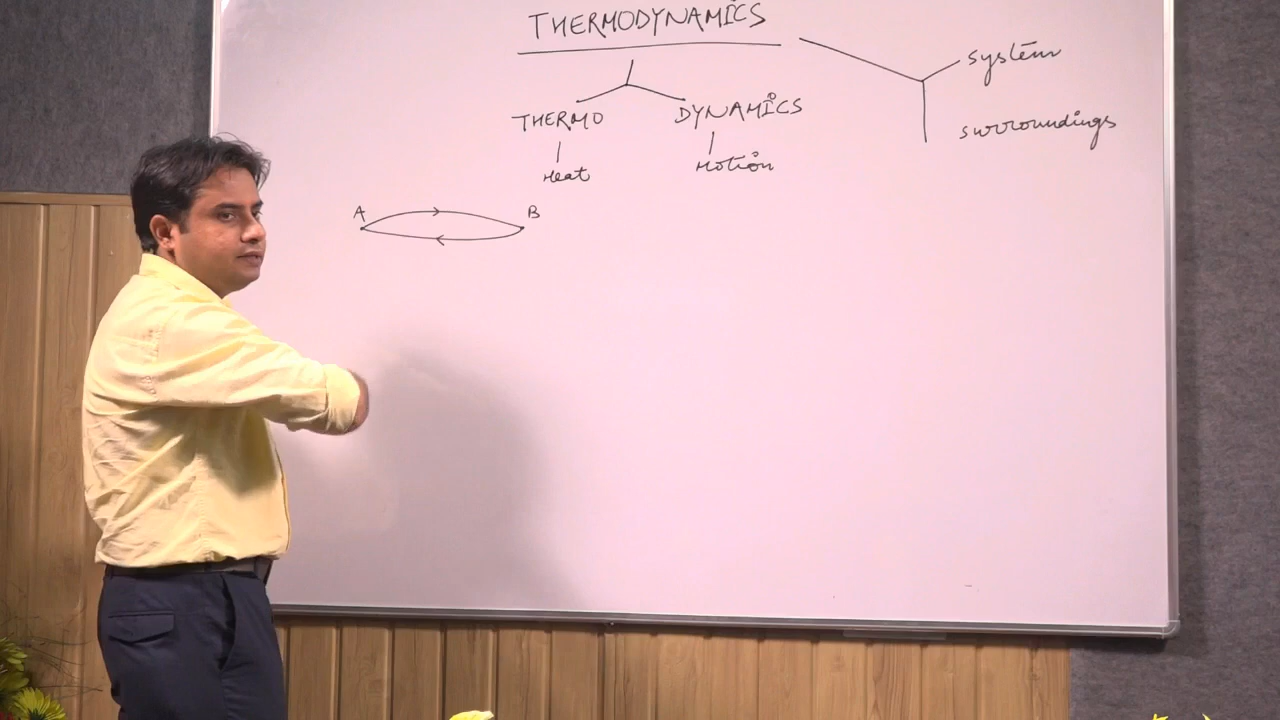 THERMODYNAMICS
system
THERMO DYNAMICS
surroundings
Heat Motion
A B